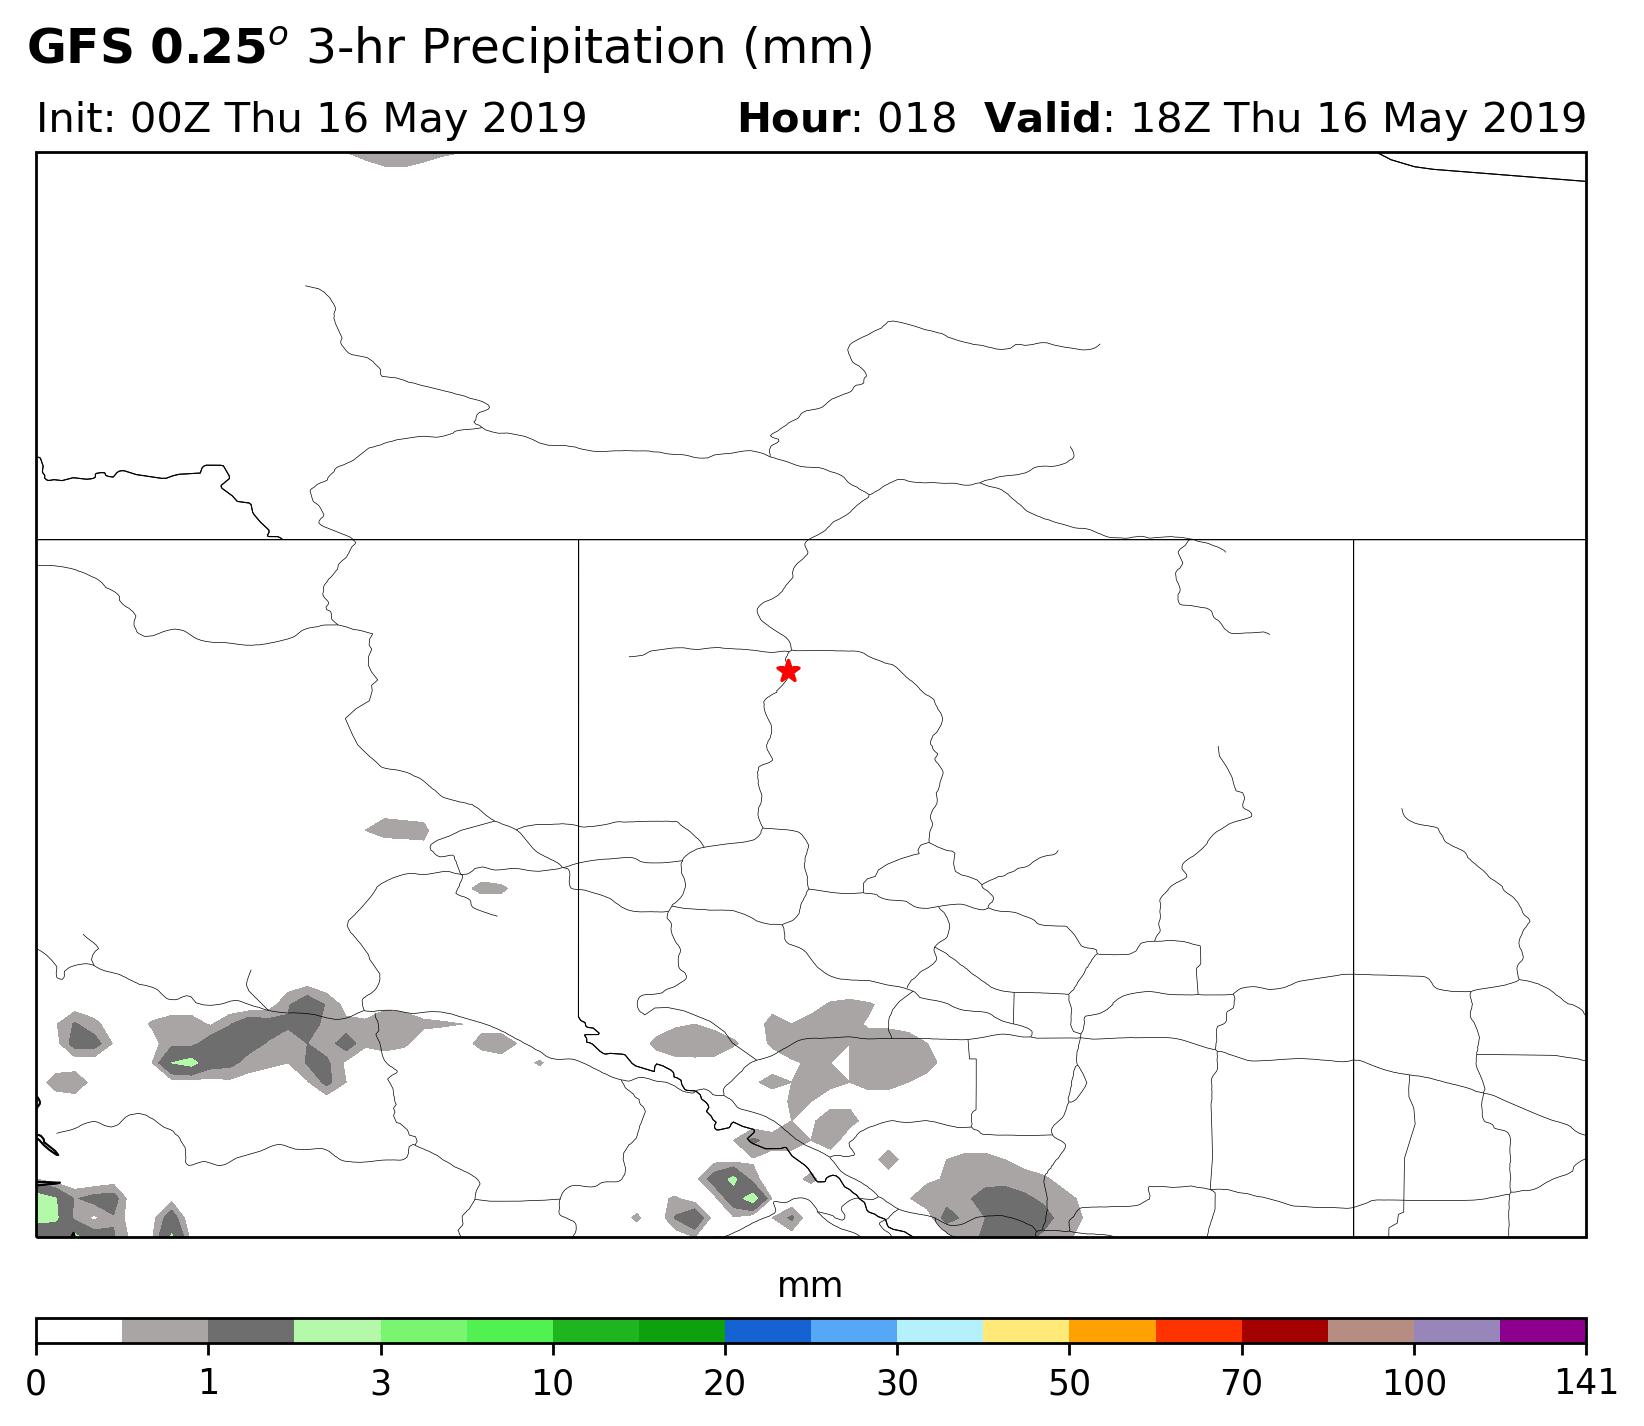 GFS 0.25° 3-hr Precipitation (mm)
Init: 00Z Thu 16 May 2019 Hour: 018 Valid: 18Z Thu 16 May 2019
mm
0 1 3 10 20 30 50 70 100 141